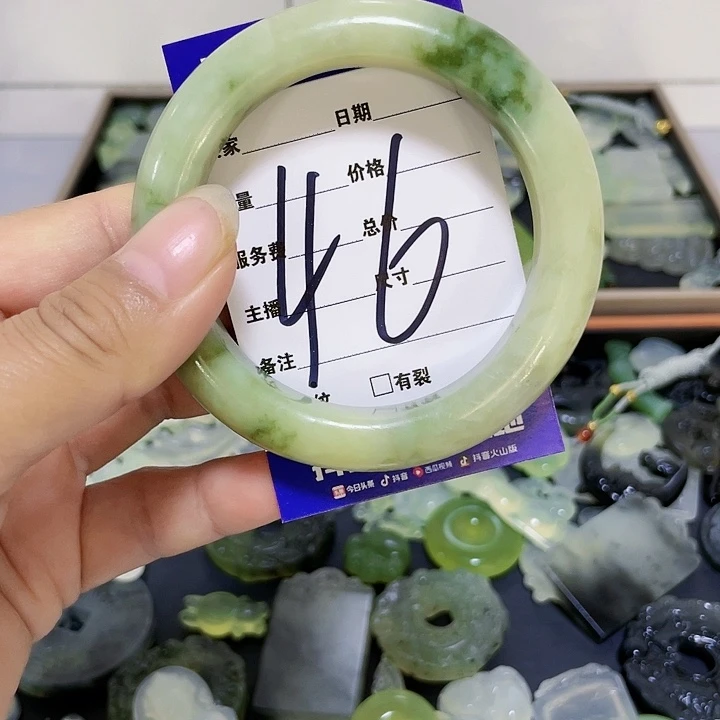 家 日期
量 价格
服务费 总价
主播 尺寸
备注
有裂
46
今日头条 抖音 西瓜视频 抖音火山版